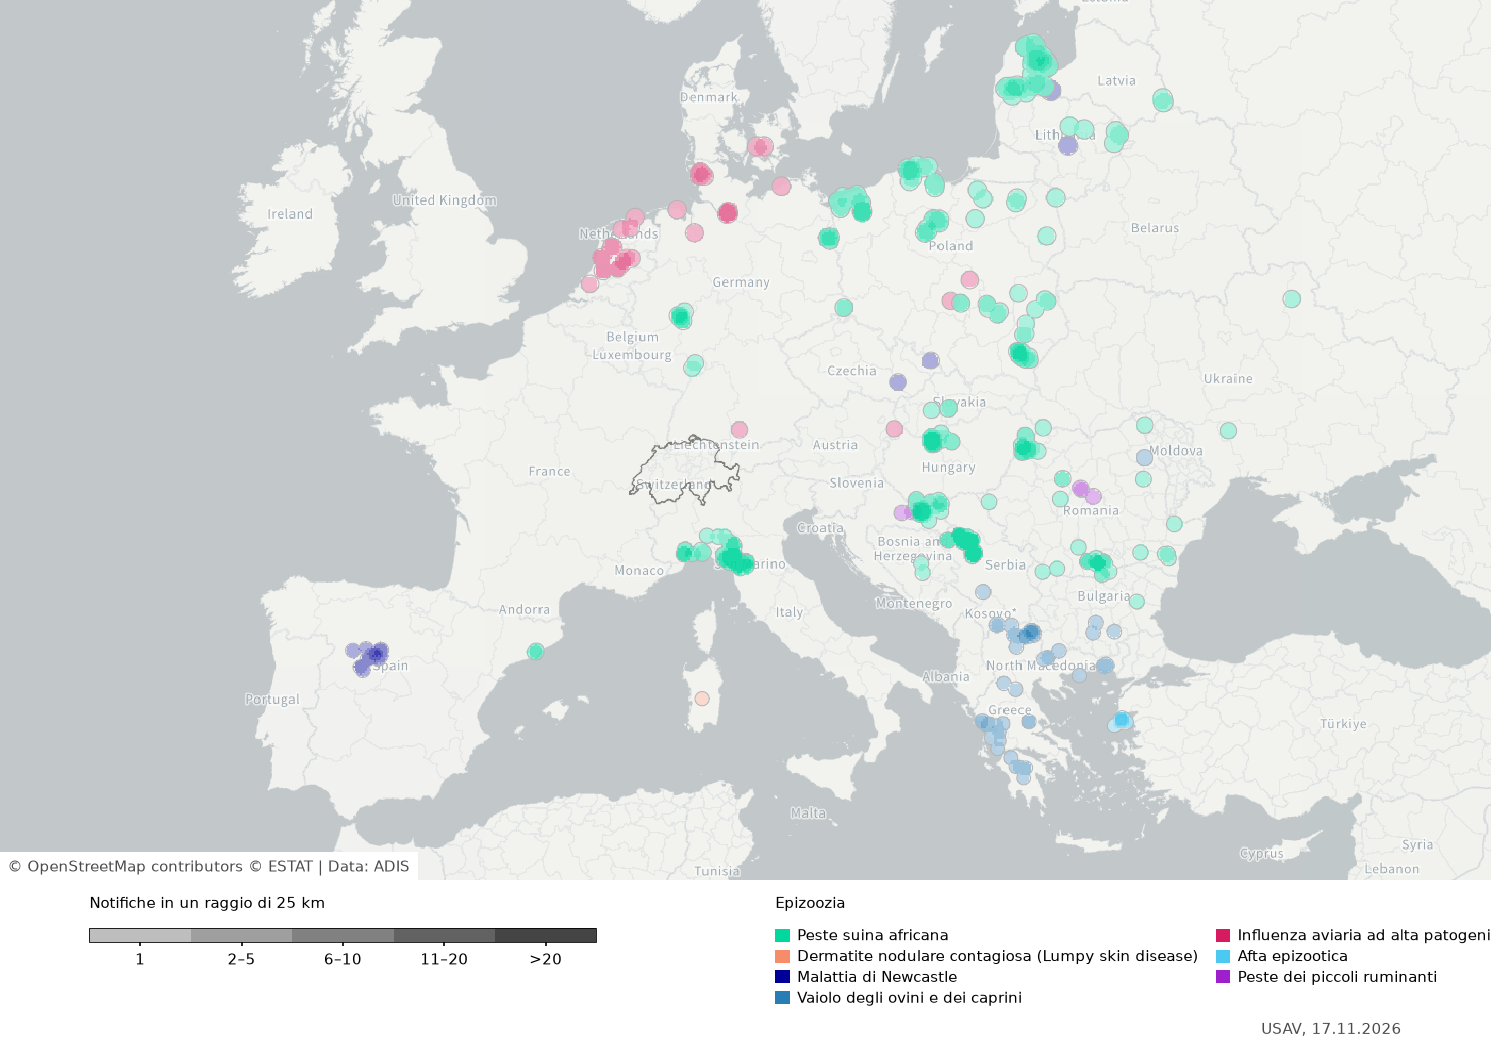 Estonia
Latvia
Denmark
Lithuania
United Kingdom
Ireland
Netherlands
Belarus
Poland
Germany
Belgium
Luxembourg
Czechia
Ukraine
Slovakia
Liechtenstein
Austria
Moldova
France
Hungary
Switzerland
Slovenia
Romania
Croatia
Bosnia and
Herzegovina
San Marino
Serbia
Monaco
Bulgaria
Andorra
Italy
Montenegro
Kosovo*
Spain
North Macedonia
Albania
Portugal
Greece
Türkiye
Malta
Syria
Cyprus
Lebanon
Tunisia
© OpenStreetMap contributors © ESTAT | Data: ADIS
Notifiche in un raggio di 25 km
1
2–5
6–10
11–20
>20
Epizoozia
Peste suina africana
Dermatite nodulare contagiosa (Lumpy skin disease)
Malattia di Newcastle
Vaiolo degli ovini e dei caprini
Influenza aviaria ad alta patogeni
Afta epizootica
Peste dei piccoli ruminanti
USAV, 17.11.2026